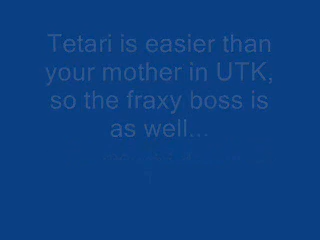 Tetari is easier than
your mother in UTK,
so the fraxy boss is
as well...